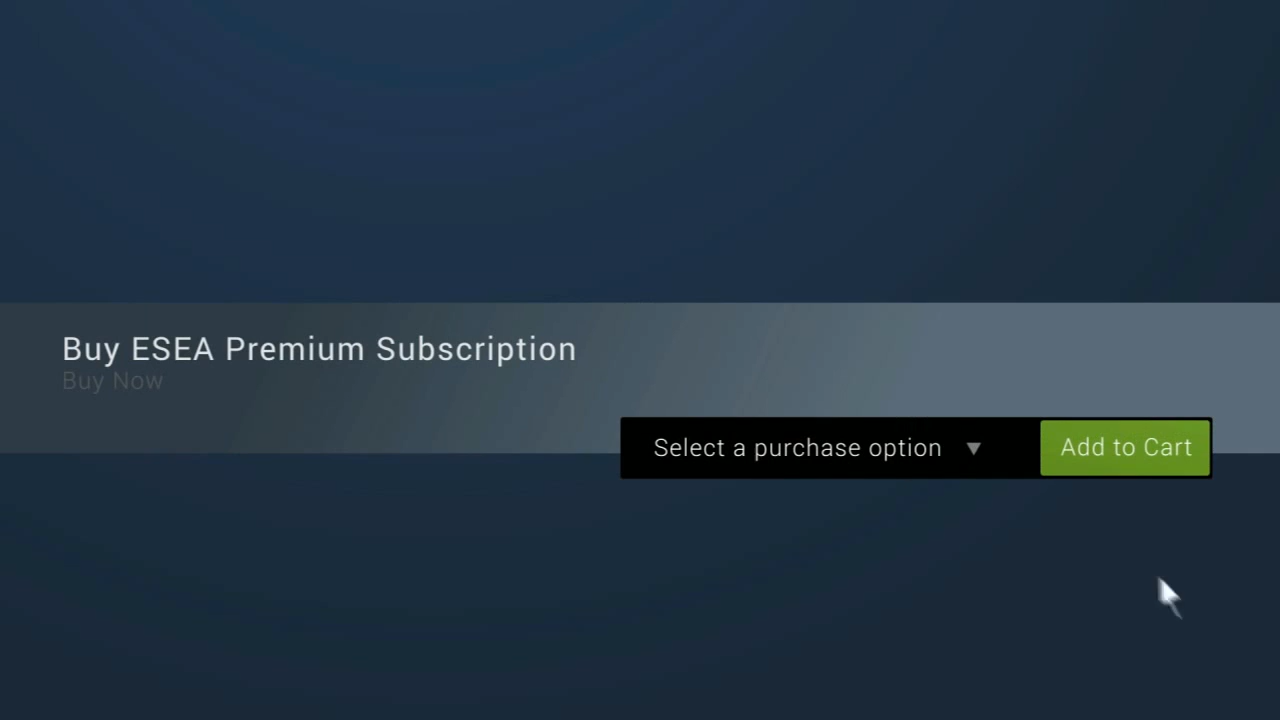 Buy ESEA Premium Subscription
Buy Now
Select a purchase option
Add to Cart